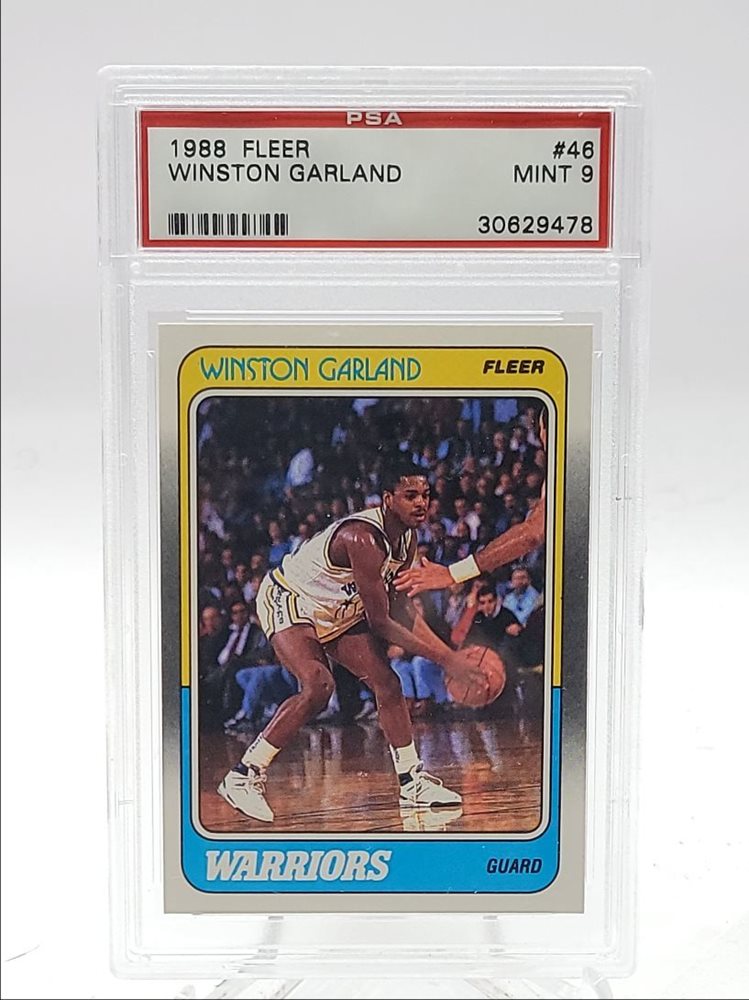 PSA
1988 FLEER #46
WINSTON GARLAND MINT 9
30629478
WINSTON GARLAND FLEER
WARRIORS GUARD